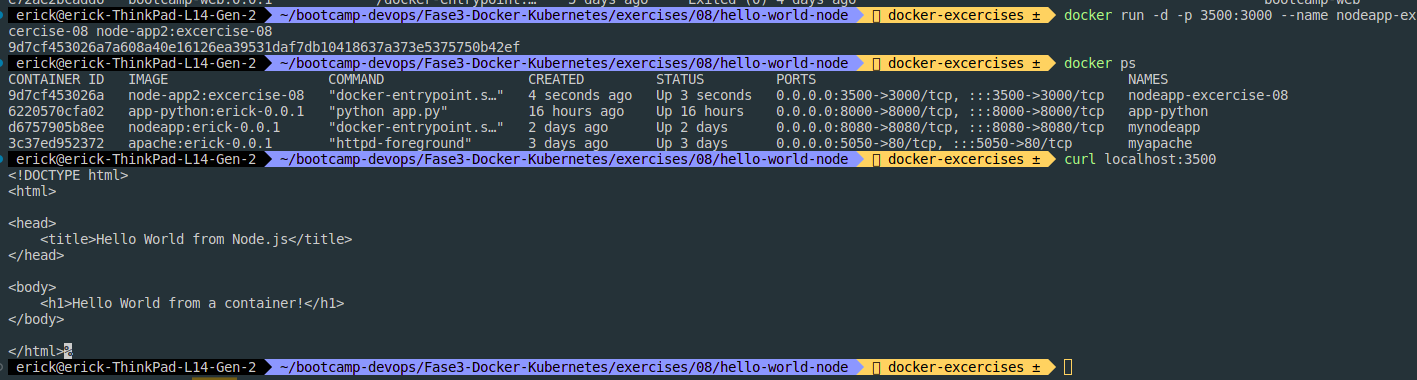 erick@erick-ThinkPad-L14-Gen-2 ~/bootcamp-devops/Fase3-Docker-Kubernetes/exercises/08/hello-world-node docker-excercises ± docker run -d -p 3500:3000 --name nodeapp-ex
cercise-08 node-app2:excercise-08
9d7cf453026a7a608a40e16126ea39531daf7db10418637a373e5375750b42ef
erick@erick-ThinkPad-L14-Gen-2 ~/bootcamp-devops/Fase3-Docker-Kubernetes/exercises/08/hello-world-node docker-excercises ± docker ps
CONTAINER ID IMAGE COMMAND CREATED STATUS PORTS NAMES
9d7cf453026a node-app2:excercise-08 "docker-entrypoint.s…" 4 seconds ago Up 3 seconds 0.0.0.0:3500->3000/tcp, :::3500->3000/tcp nodeapp-excercise-08
6220570cfa02 app-python:erick-0.0.1 "python app.py" 16 hours ago Up 16 hours 0.0.0.0:8000->8000/tcp, :::8000->8000/tcp app-python
d6757905b8ee nodeapp:erick-0.0.1 "docker-entrypoint.s…" 2 days ago Up 2 days 0.0.0.0:8080->8080/tcp, :::8080->8080/tcp mynodeapp
3c37ed952372 apache:erick-0.0.1 "httpd-foreground" 3 days ago Up 3 days 0.0.0.0:5050->80/tcp, :::5050->80/tcp myapache
erick@erick-ThinkPad-L14-Gen-2 ~/bootcamp-devops/Fase3-Docker-Kubernetes/exercises/08/hello-world-node docker-excercises ± curl localhost:3500
<!DOCTYPE html>
<html>
<head>
<title>Hello World from Node.js</title>
</head>
<body>
<h1>Hello World from a container!</h1>
</body>
</html>%
erick@erick-ThinkPad-L14-Gen-2 ~/bootcamp-devops/Fase3-Docker-Kubernetes/exercises/08/hello-world-node docker-excercises ±